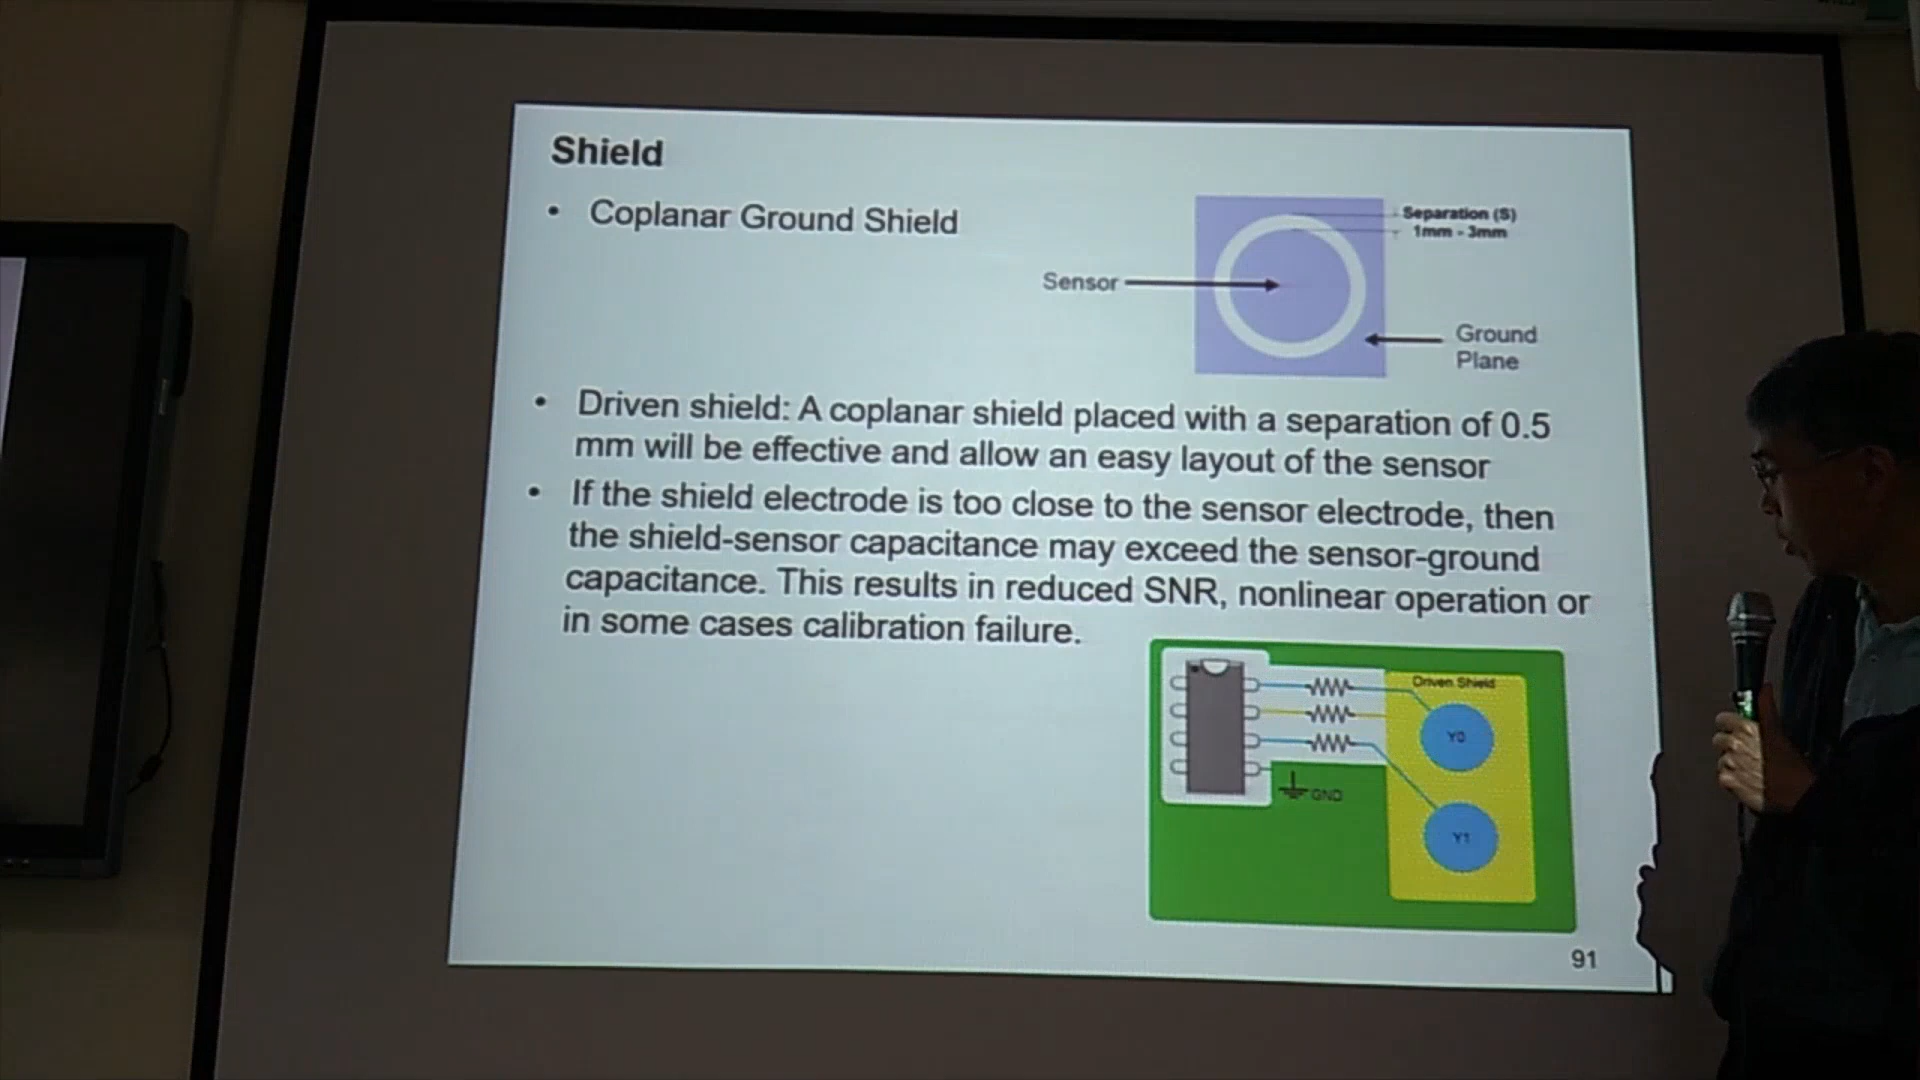 Shield
• Coplanar Ground Shield
Separation (S)
1mm - 3mm
Sensor
Ground
Plane
• Driven shield: A coplanar shield placed with a separation of 0.5
mm will be effective and allow an easy layout of the sensor
• If the shield electrode is too close to the sensor electrode, then
the shield-sensor capacitance may exceed the sensor-ground
capacitance. This results in reduced SNR, nonlinear operation or
in some cases calibration failure.
Driven Shield
Y0
GND
Y1
91